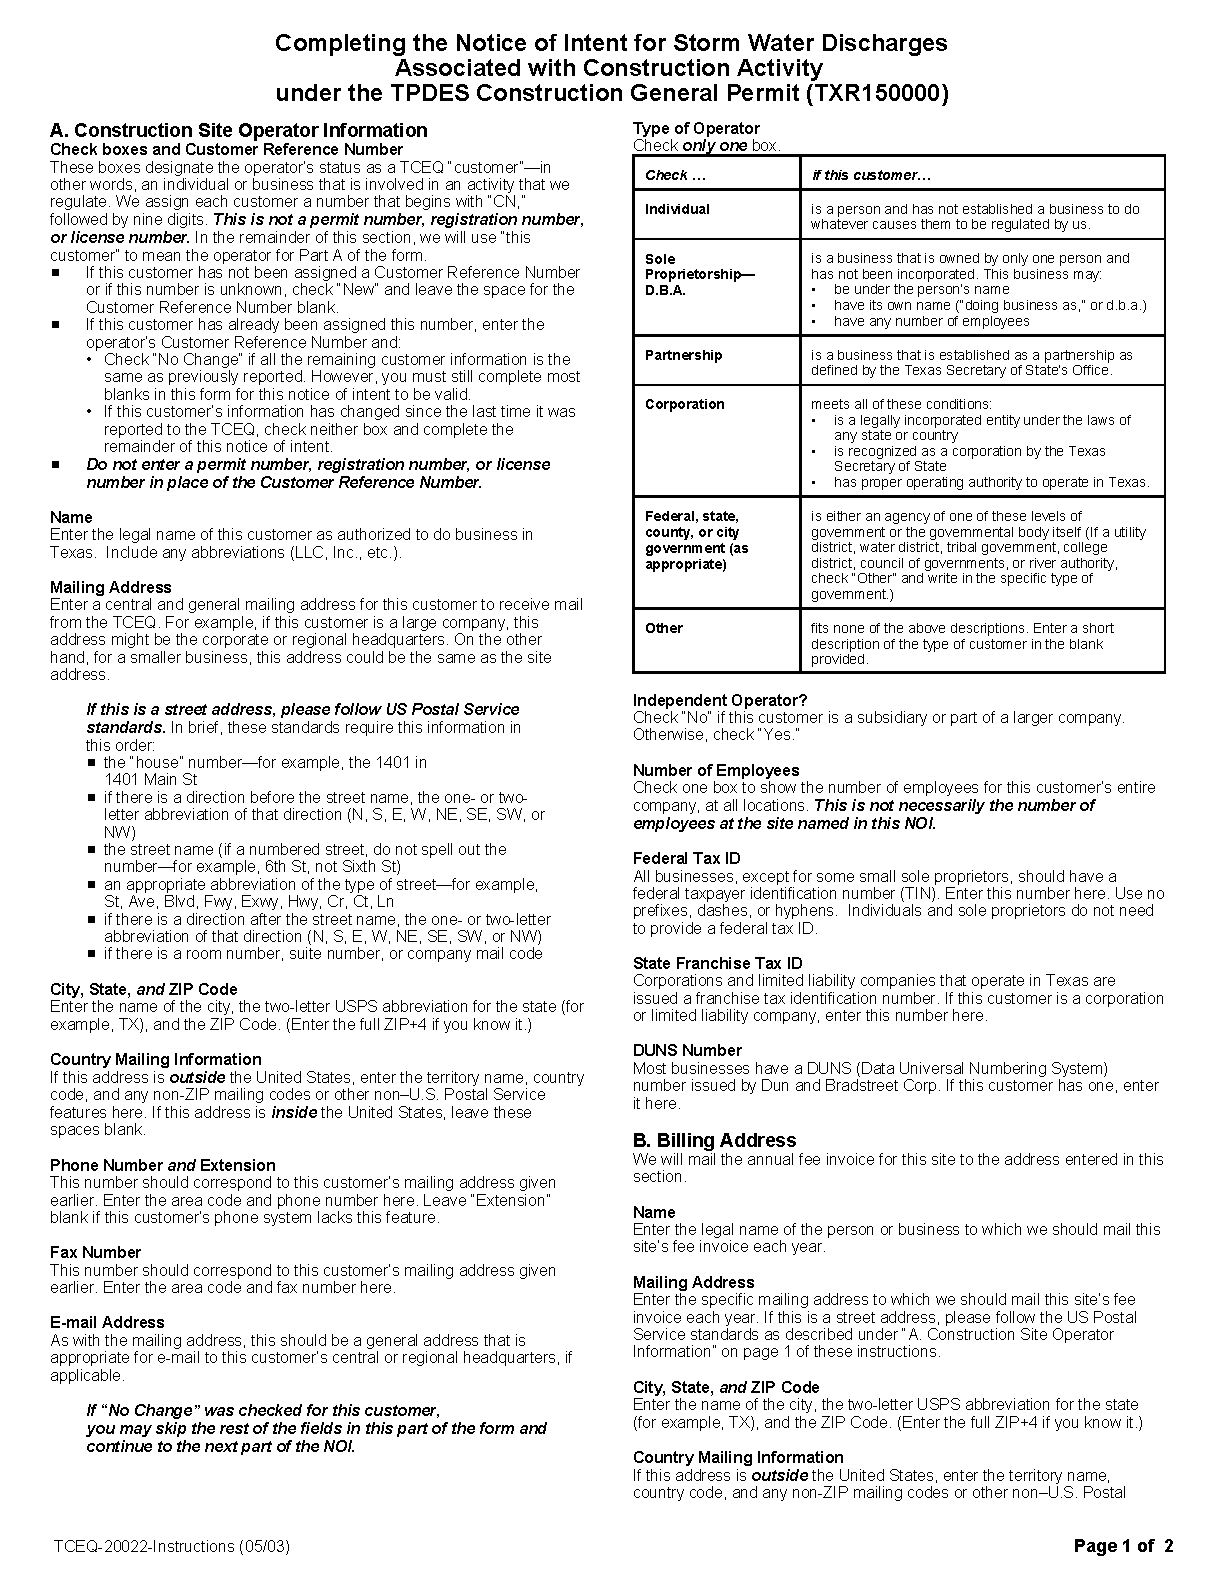 Completing the Notice of Intent for Storm Water Discharges
Associated with Construction Activity
under the TPDES Construction General Permit (TXR150000)
A. Construction Site Operator Information
Check boxes and Customer Reference Number
These boxes designate the operator's status as a TCEQ "customer"—in
other words, an individual or business that is involved in an activity that we
regulate. We assign each customer a number that begins with "CN,"
followed by nine digits. This is not a permit number, registration number,
or license number. In the remainder of this section, we will use "this
customer" to mean the operator for Part A of the form.
■ If this customer has not been assigned a Customer Reference Number
or if this number is unknown, check "New" and leave the space for the
Customer Reference Number blank.
■ If this customer has already been assigned this number, enter the
operator's Customer Reference Number and:
• Check "No Change" if all the remaining customer information is the
same as previously reported. However, you must still complete most
blanks in this form for this notice of intent to be valid.
• If this customer's information has changed since the last time it was
reported to the TCEQ, check neither box and complete the
remainder of this notice of intent.
■ Do not enter a permit number, registration number, or license
number in place of the Customer Reference Number.
Name
Enter the legal name of this customer as authorized to do business in
Texas. Include any abbreviations (LLC, Inc., etc.).
Mailing Address
Enter a central and general mailing address for this customer to receive mail
from the TCEQ. For example, if this customer is a large company, this
address might be the corporate or regional headquarters. On the other
hand, for a smaller business, this address could be the same as the site
address.
If this is a street address, please follow US Postal Service
standards. In brief, these standards require this information in
this order:
■ the "house" number—for example, the 1401 in
1401 Main St
■ if there is a direction before the street name, the one- or two-
letter abbreviation of that direction (N, S, E, W, NE, SE, SW, or
NW)
■ the street name (if a numbered street, do not spell out the
number—for example, 6th St, not Sixth St)
■ an appropriate abbreviation of the type of street—for example,
St, Ave, Blvd, Fwy, Exwy, Hwy, Cr, Ct, Ln
■ if there is a direction after the street name, the one- or two-letter
abbreviation of that direction (N, S, E, W, NE, SE, SW, or NW)
■ if there is a room number, suite number, or company mail code
City, State, and ZIP Code
Enter the name of the city, the two-letter USPS abbreviation for the state (for
example, TX), and the ZIP Code. (Enter the full ZIP+4 if you know it.)
Country Mailing Information
If this address is outside the United States, enter the territory name, country
code, and any non-ZIP mailing codes or other non–U.S. Postal Service
features here. If this address is inside the United States, leave these
spaces blank.
Phone Number and Extension
This number should correspond to this customer's mailing address given
earlier. Enter the area code and phone number here. Leave "Extension"
blank if this customer's phone system lacks this feature.
Fax Number
This number should correspond to this customer's mailing address given
earlier. Enter the area code and fax number here.
E-mail Address
As with the mailing address, this should be a general address that is
appropriate for e-mail to this customer's central or regional headquarters, if
applicable.
If "No Change" was checked for this customer,
you may skip the rest of the fields in this part of the form and
continue to the next part of the NOI.
Type of Operator
Check only one box.
Check … If this customer…
Individual is a person and has not established a business to do
whatever causes them to be regulated by us.
Sole is a business that is owned by only one person and
Proprietorship— has not been incorporated. This business may:
D.B.A. • be under the person's name
• have its own name ("doing business as," or d.b.a.)
• have any number of employees
Partnership is a business that is established as a partnership as
defined by the Texas Secretary of State's Office.
Corporation meets all of these conditions:
• is a legally incorporated entity under the laws of
any state or country
• is recognized as a corporation by the Texas
Secretary of State
• has proper operating authority to operate in Texas.
Federal, state, is either an agency of one of these levels of
county, or city government or the governmental body itself (If a utility
government (as district, water district, tribal government, college
appropriate) district, council of governments, or river authority,
check "Other" and write in the specific type of
government.)
Other fits none of the above descriptions. Enter a short
description of the type of customer in the blank
provided.
Independent Operator?
Check "No" if this customer is a subsidiary or part of a larger company.
Otherwise, check "Yes."
Number of Employees
Check one box to show the number of employees for this customer's entire
company, at all locations. This is not necessarily the number of
employees at the site named in this NOI.
Federal Tax ID
All businesses, except for some small sole proprietors, should have a
federal taxpayer identification number (TIN). Enter this number here. Use no
prefixes, dashes, or hyphens. Individuals and sole proprietors do not need
to provide a federal tax ID.
State Franchise Tax ID
Corporations and limited liability companies that operate in Texas are
issued a franchise tax identification number. If this customer is a corporation
or limited liability company, enter this number here.
DUNS Number
Most businesses have a DUNS (Data Universal Numbering System)
number issued by Dun and Bradstreet Corp. If this customer has one, enter
it here.
B. Billing Address
We will mail the annual fee invoice for this site to the address entered in this
section.
Name
Enter the legal name of the person or business to which we should mail this
site's fee invoice each year.
Mailing Address
Enter the specific mailing address to which we should mail this site's fee
invoice each year. If this is a street address, please follow the US Postal
Service standards as described under "A. Construction Site Operator
Information" on page 1 of these instructions.
City, State, and ZIP Code
Enter the name of the city, the two-letter USPS abbreviation for the state
(for example, TX), and the ZIP Code. (Enter the full ZIP+4 if you know it.)
Country Mailing Information
If this address is outside the United States, enter the territory name,
country code, and any non-ZIP mailing codes or other non–U.S. Postal
TCEQ-20022-Instructions (05/03)
Page 1 of 2